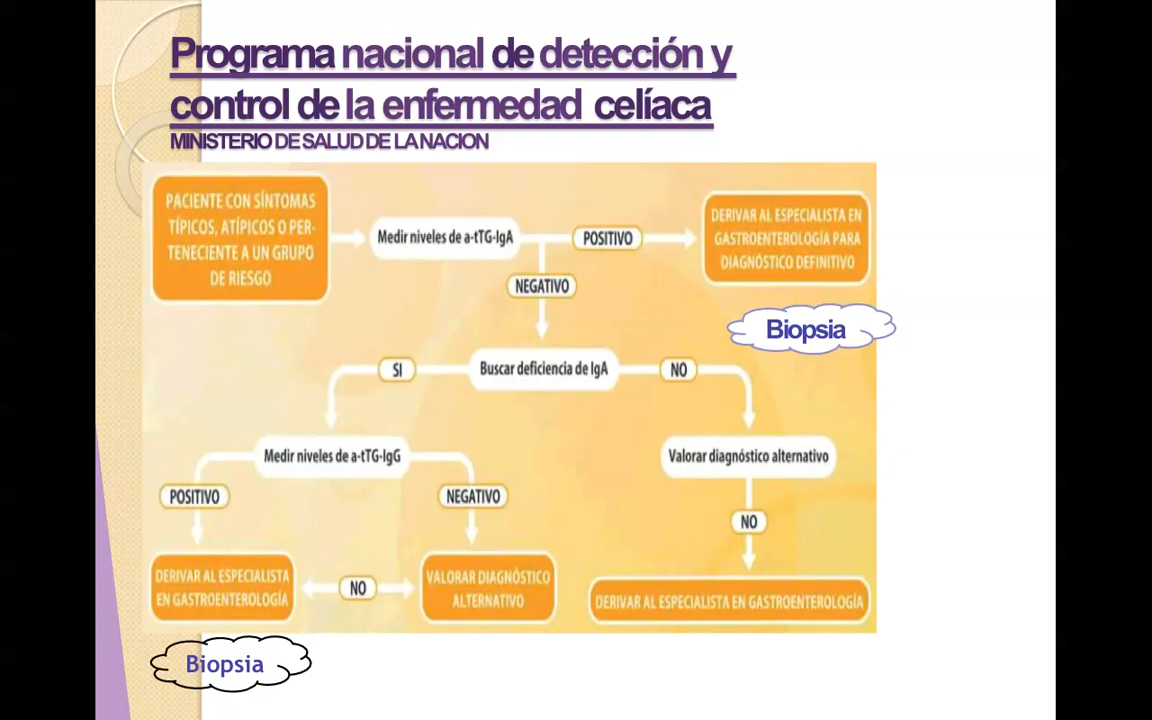 Programa nacional de detección y
control de la enfermedad celíaca
MINISTERIO DE SALUD DE LA NACION
PACIENTE CON SÍNTOMAS
TÍPICOS, ATÍPICOS O PER-
TENECIENTE A UN GRUPO
DE RIESGO
Medir niveles de a-tTG-IgA
POSITIVO
DERIVAR AL ESPECIALISTA EN
GASTROENTEROLOGÍA PARA
DIAGNÓSTICO DEFINITIVO
NEGATIVO
Biopsia
SI
Buscar deficiencia de IgA
NO
Medir niveles de a-tTG-IgG
Valorar diagnóstico alternativo
POSITIVO
NEGATIVO
NO
DERIVAR AL ESPECIALISTA
EN GASTROENTEROLOGÍA
NO
VALORAR DIAGNÓSTICO
ALTERNATIVO
DERIVAR AL ESPECIALISTA EN GASTROENTEROLOGÍA
Biopsia